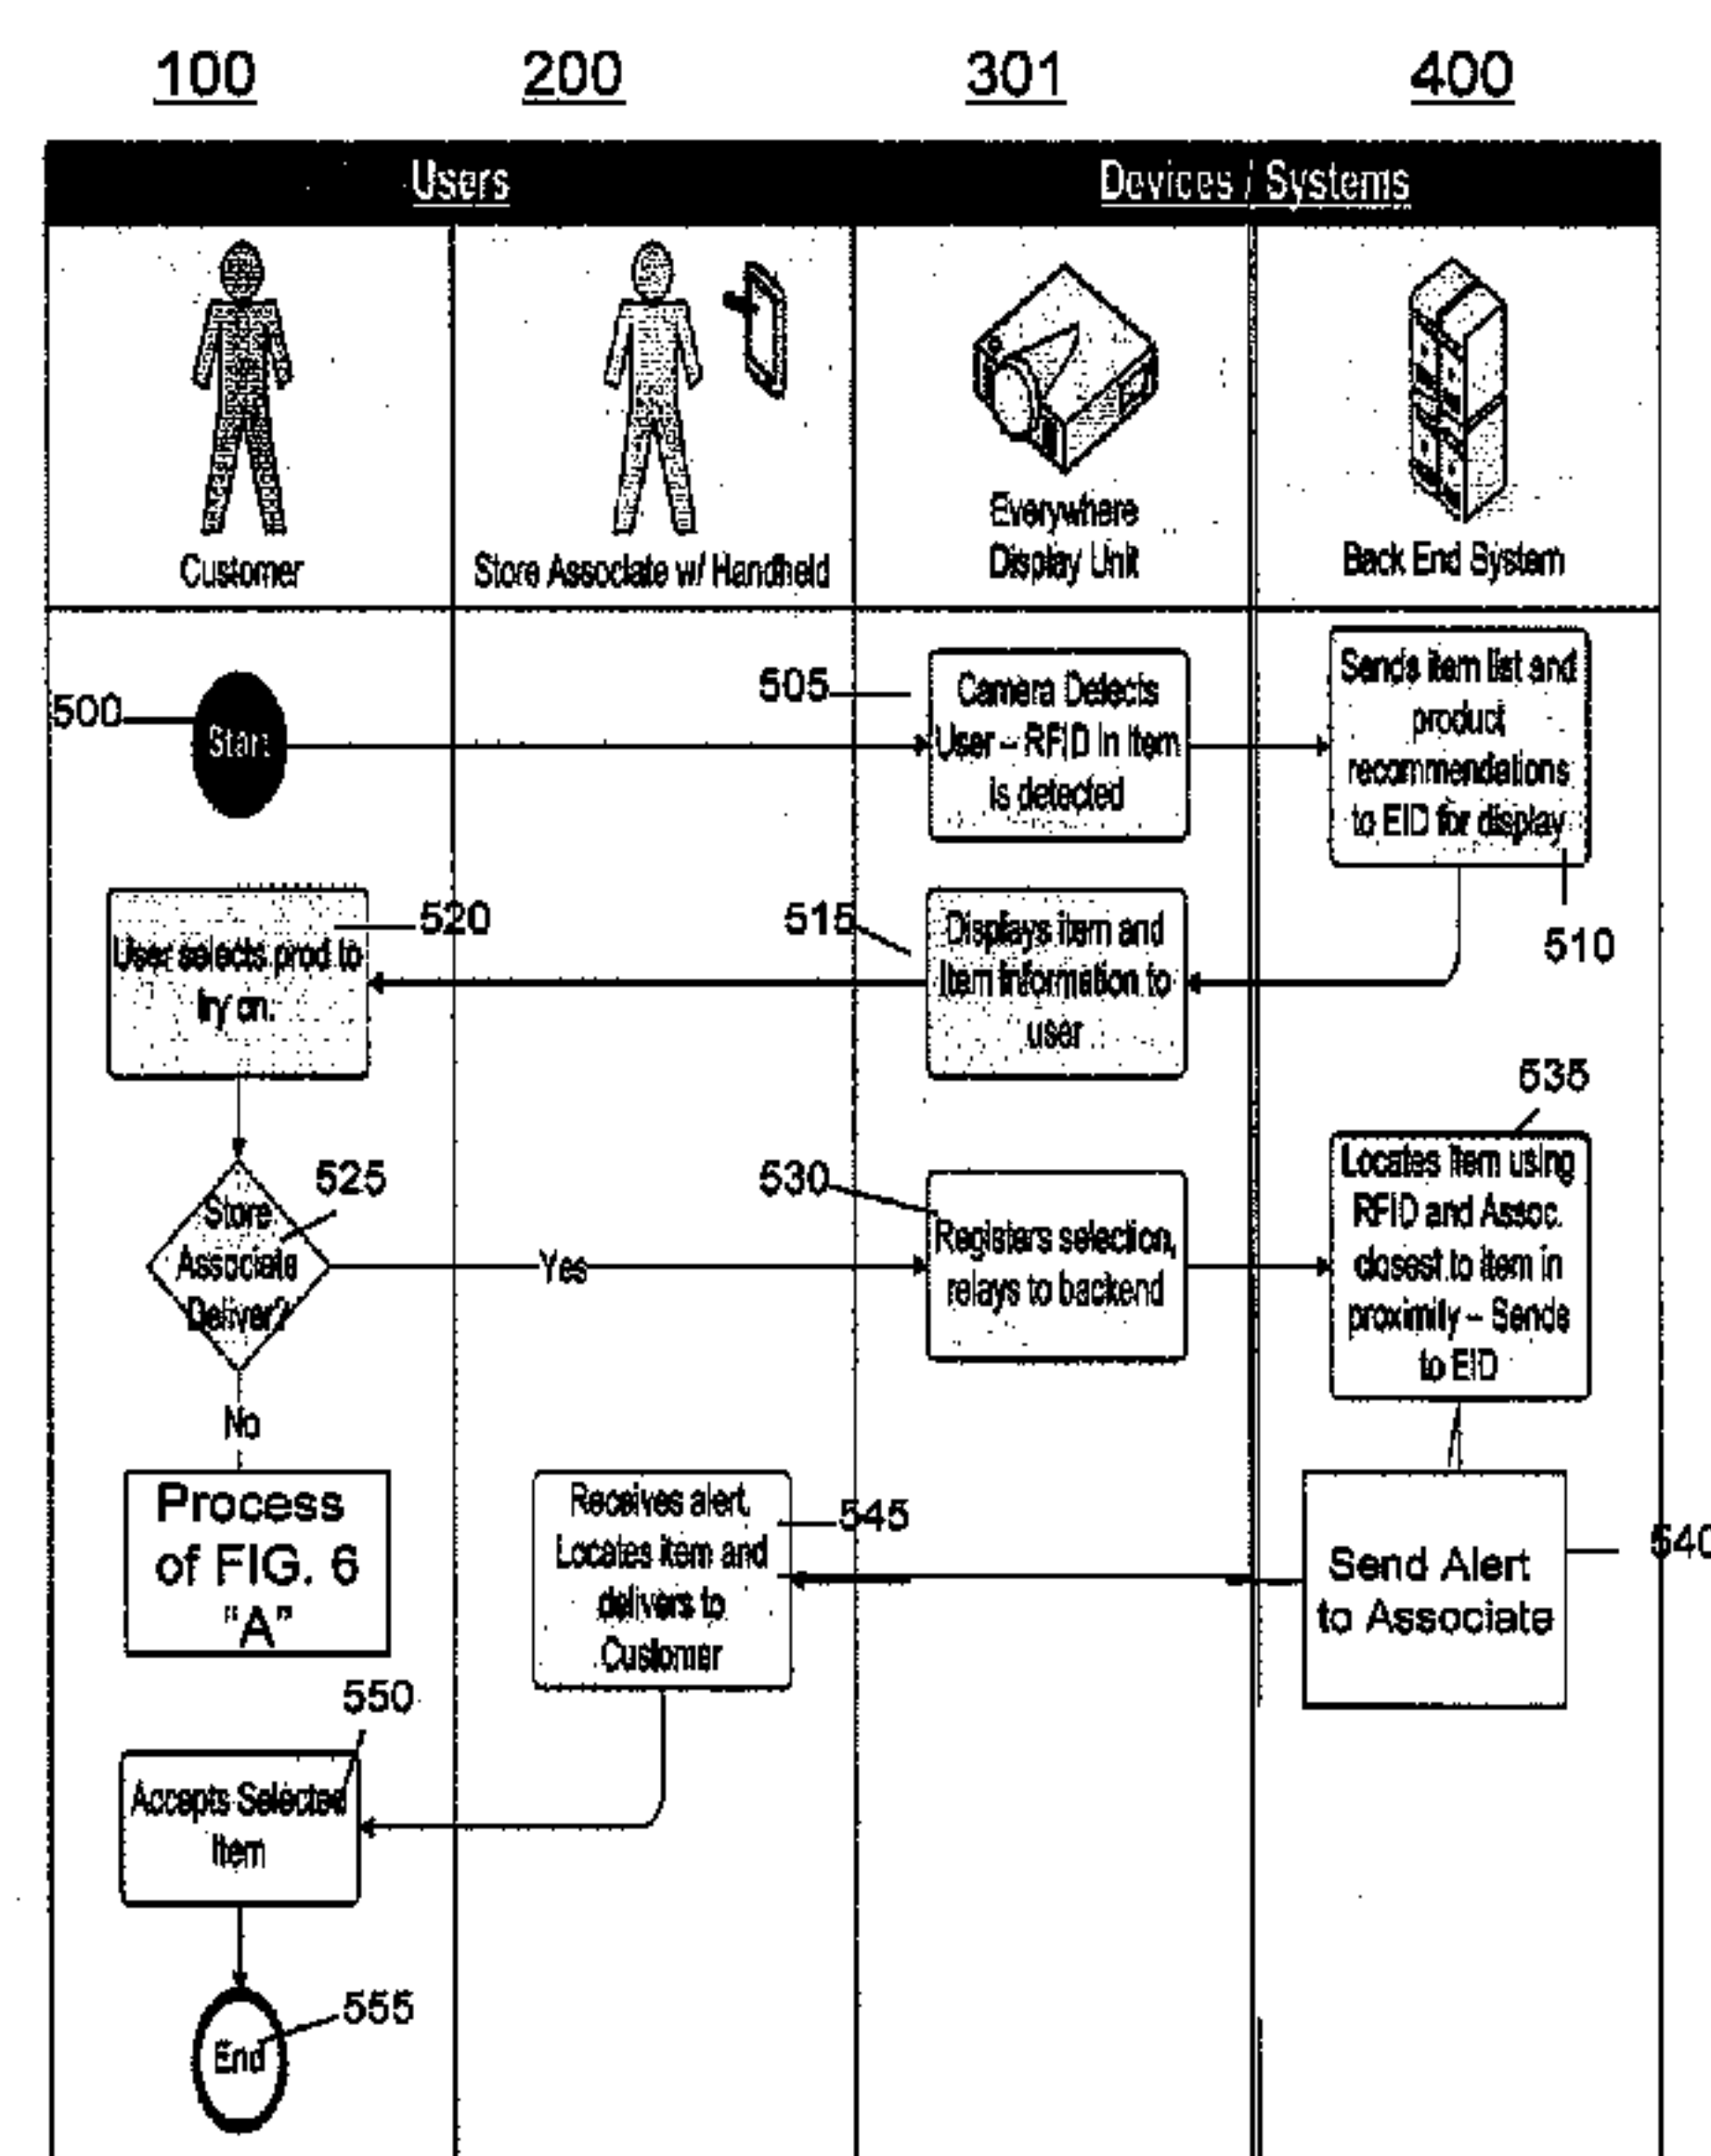 100
200
301
400
Users
Devices / Systems
Customer
Store Associate w/ Handheld
Everywhere
Display Unit
Back End System
500
Start
505
Camera Detects
User – RFID in item
is detected
Sends item list and
product
recommendations
to EID for display
510
520
User selects prod to
try on.
515
Displays item and
Item information to
user
525
Store
Associate
Deliver?
Yes
530
Registers selection,
relays to backend
535
Locates item using
RFID and Assoc.
closest to item in
proximity – Sends
to EID
No
Process
of FIG. 6
"A"
Receives alert.
Locates item and
delivers to
Customer
545
Send Alert
to Associate
540
550
Accepts Selected
Item
End
555